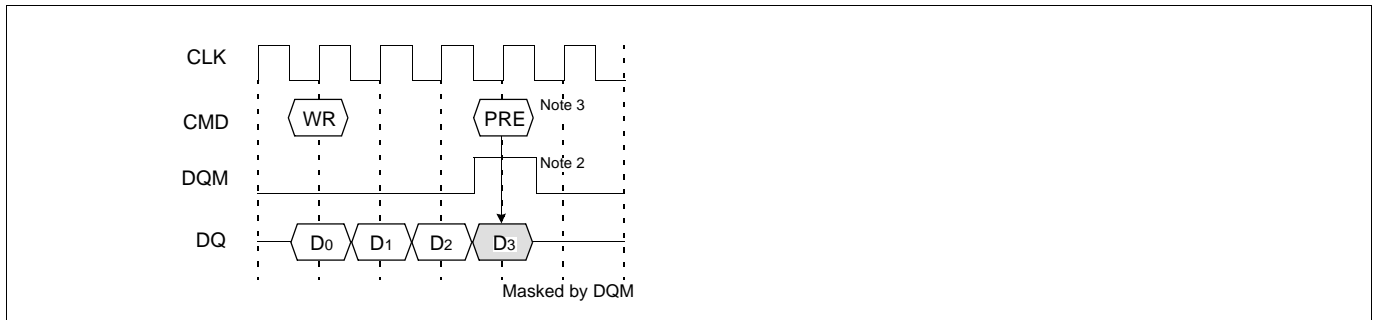 CLK
CMD WR PRE Note 3
DQM Note 2
DQ D0 D1 D2 D3
Masked by DQM